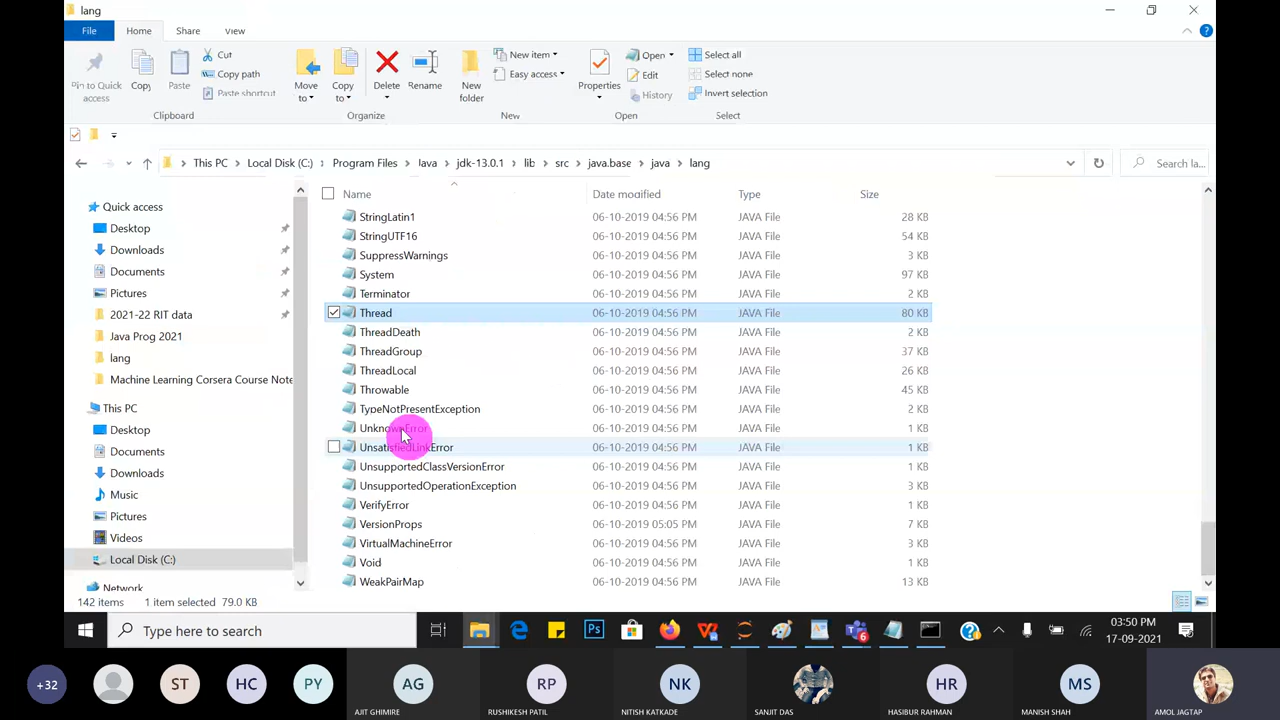 lang
File Home Share view
Pin to Quick access
Copy
Paste
Cut
Copy path
Paste shortcut
Move to
Copy to
Delete
Rename
New folder
New item
Easy access
Properties
Open
Edit
History
Select all
Select none
Invert selection
Clipboard Organize New Open Select
This PC Local Disk (C:) Program Files Java jdk-13.0.1 lib src java.base java lang Search la...
Name Date modified Type Size
Quick access
Desktop
Downloads
Documents
Pictures
2021-22 RIT data
Java Prog 2021
lang
Machine Learning Corsera Course Note
This PC
Desktop
Documents
Downloads
Music
Pictures
Videos
Local Disk (C:)
Network
StringLatin1 06-10-2019 04:56 PM JAVA File 28 KB
StringUTF16 06-10-2019 04:56 PM JAVA File 54 KB
SuppressWarnings 06-10-2019 04:56 PM JAVA File 3 KB
System 06-10-2019 04:56 PM JAVA File 97 KB
Terminator 06-10-2019 04:56 PM JAVA File 2 KB
Thread 06-10-2019 04:56 PM JAVA File 80 KB
ThreadDeath 06-10-2019 04:56 PM JAVA File 2 KB
ThreadGroup 06-10-2019 04:56 PM JAVA File 37 KB
ThreadLocal 06-10-2019 04:56 PM JAVA File 26 KB
Throwable 06-10-2019 04:56 PM JAVA File 45 KB
TypeNotPresentException 06-10-2019 04:56 PM JAVA File 2 KB
UnknownError 06-10-2019 04:56 PM JAVA File 1 KB
UnsatisfiedLinkError 06-10-2019 04:56 PM JAVA File 1 KB
UnsupportedClassVersionError 06-10-2019 04:56 PM JAVA File 1 KB
UnsupportedOperationException 06-10-2019 04:56 PM JAVA File 3 KB
VerifyError 06-10-2019 04:56 PM JAVA File 1 KB
VersionProps 06-10-2019 05:05 PM JAVA File 7 KB
VirtualMachineError 06-10-2019 04:56 PM JAVA File 3 KB
Void 06-10-2019 04:56 PM JAVA File 1 KB
WeakPairMap 06-10-2019 04:56 PM JAVA File 13 KB
142 items 1 item selected 79.0 KB
Type here to search
Ps
6
03:50 PM
17-09-2021
+32 ST HC PY AG RP NK HR MS
AJIT GHIMIRE RUSHIKESH PATIL NITISH KATKADE SANJIT DAS HASIBUR RAHMAN MANISH SHAH AMOL JAGTAP